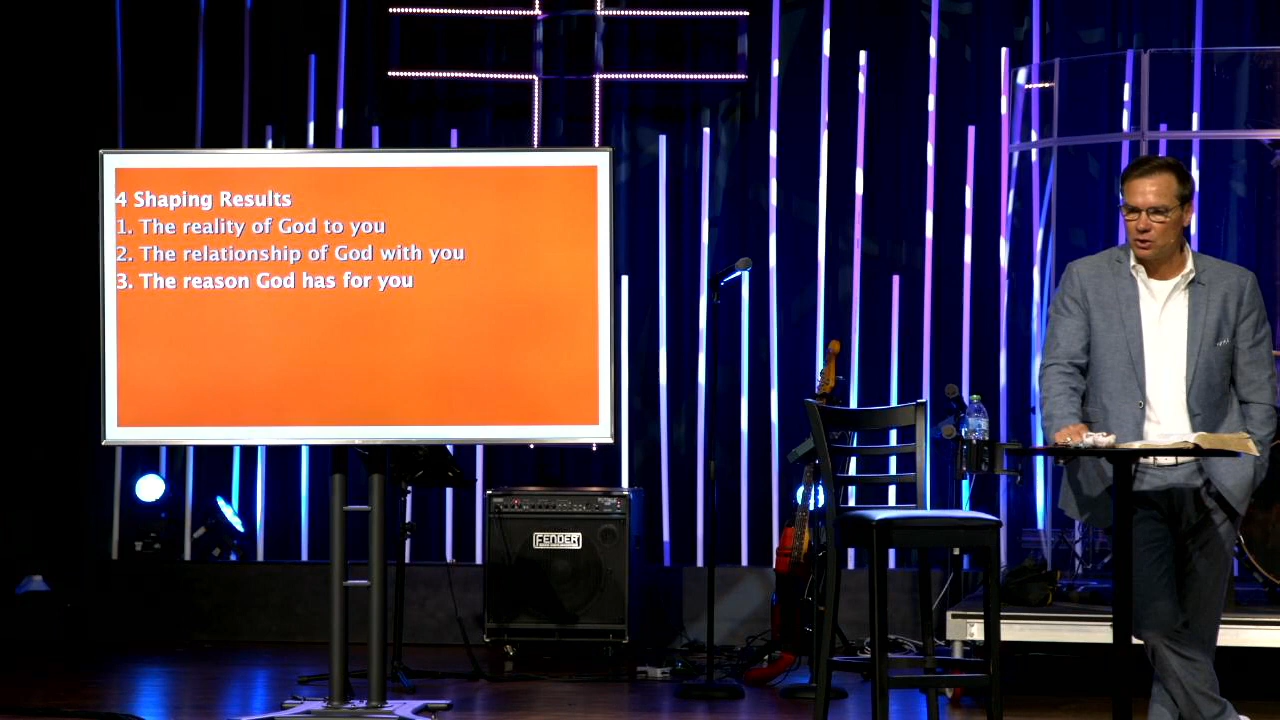 4 Shaping Results
1. The reality of God to you
2. The relationship of God with you
3. The reason God has for you
FENDER